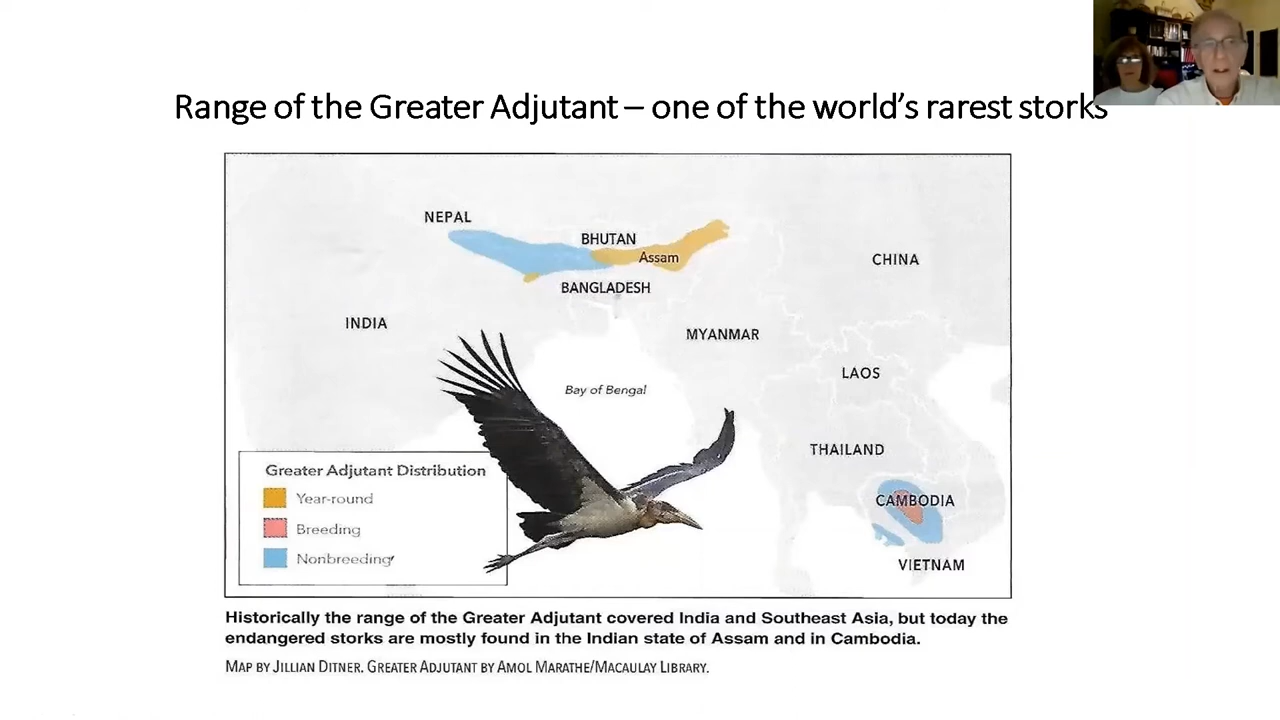 Range of the Greater Adjutant – one of the world's rarest storks
NEPAL
BHUTAN
Assam
CHINA
BANGLADESH
INDIA
MYANMAR
LAOS
Bay of Bengal
THAILAND
Greater Adjutant Distribution
Year-round
Breeding
Nonbreeding
CAMBODIA
VIETNAM
Historically the range of the Greater Adjutant covered India and Southeast Asia, but today the
endangered storks are mostly found in the Indian state of Assam and in Cambodia.
MAP BY JILLIAN DITNER. GREATER ADJUTANT BY AMOL MARATHE/MACAULAY LIBRARY.